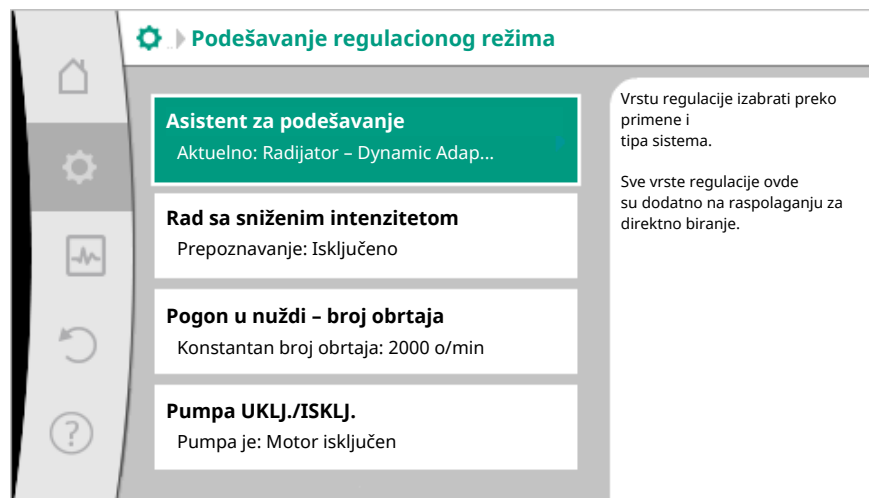 Podešavanje regulacionog režima
Asistent za podešavanje
Aktuelno: Radijator – Dynamic Adap...
Rad sa sniženim intenzitetom
Prepoznavanje: Isključeno
Pogon u nuždi – broj obrtaja
Konstantan broj obrtaja: 2000 o/min
Pumpa UKLJ./ISKLJ.
Pumpa je: Motor isključen
Vrstu regulacije izabrati preko
primene i
tipa sistema.
Sve vrste regulacije ovde
su dodatno na raspolaganju za
direktno biranje.